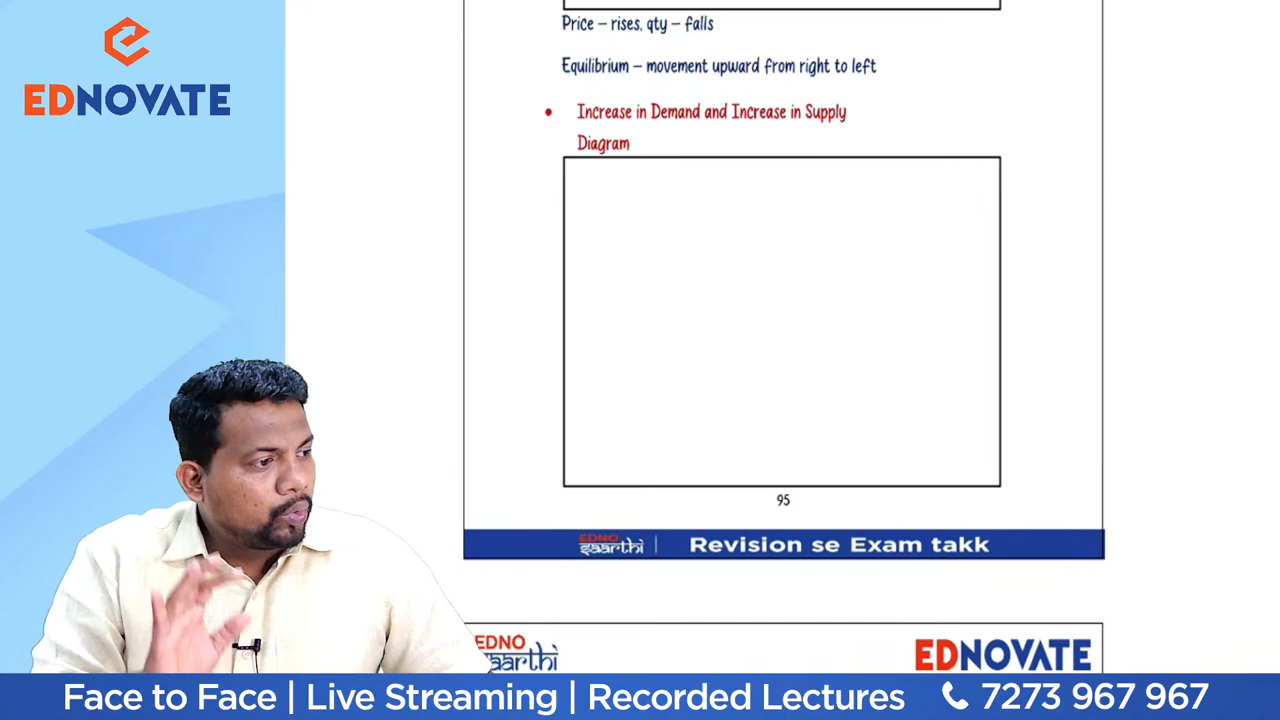 EDNOVATE
Price – rises, qty – falls
Equilibrium – movement upward from right to left
• Increase in Demand and Increase in Supply
Diagram
95
EDNO
saarthi
Revision se Exam takk
EDNO
saarthi
EDNOVATE
Face to Face | Live Streaming | Recorded Lectures 7273 967 967